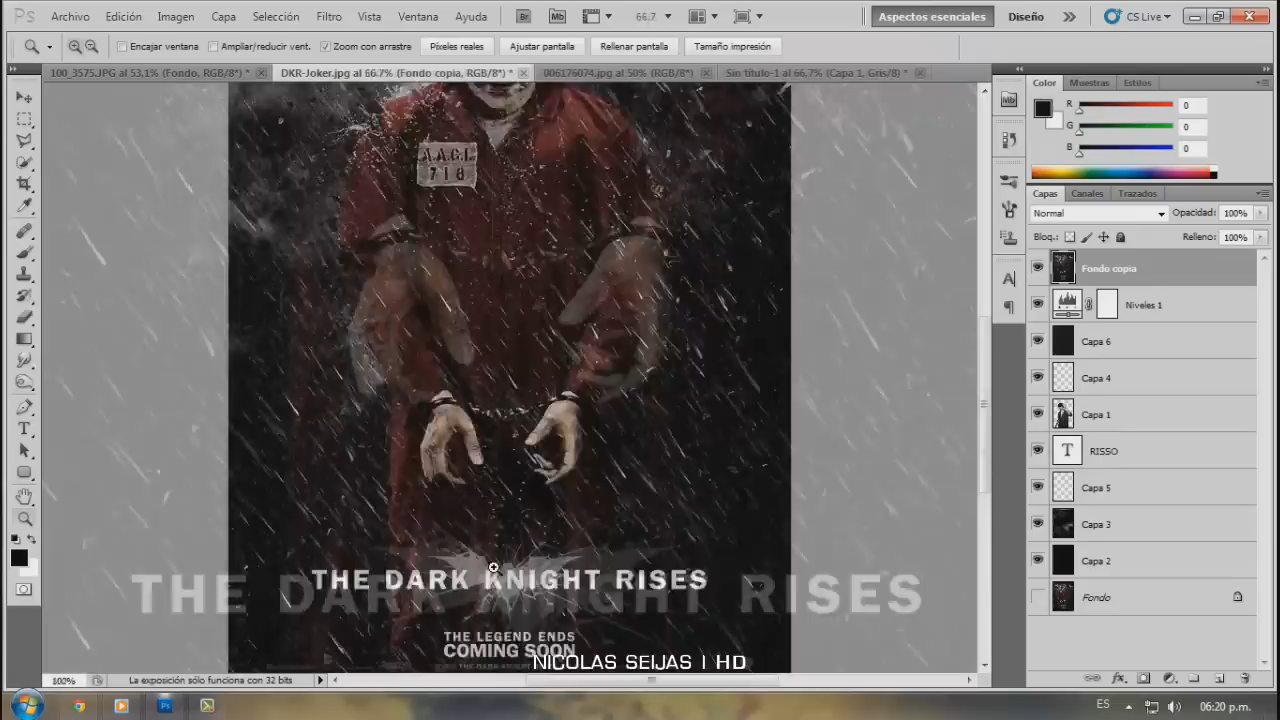 Ps Archivo Edición Imagen Capa Selección Filtro Vista Ventana Ayuda Br Mb 66,7 Aspectos esenciales Diseño CS Live
Encajar ventana Ampliar/reducir vent. Zoom con arrastre Píxeles reales Ajustar pantalla Rellenar pantalla Tamaño impresión
100_3575.JPG al 53,1% (Fondo, RGB/8*) * DKR-Joker.jpg al 66.7% (Fondo copia, RGB/8*) * 006176074.jpg al 50% (RGB/8*) Sin título-1 al 66,7% (Capa 1, Gris/8) *
Color Muestras Estilos
Mb
R 0
G 0
B 0
Capas Canales Trazados
Normal Opacidad: 100%
Bloq.: Relleno: 100%
Fondo copia
Niveles 1
Capa 6
Capa 4
Capa 1
T RISSO
Capa 5
Capa 3
Capa 2
Fondo
A.A.C.L
718
THE DARK KNIGHT RISES
THE DARK KNIGHT RISES
THE LEGEND ENDS
COMING SOON
NICOLAS SEIJAS I HD
100% La exposición sólo funciona con 32 bits
fx
ES 06:20 p.m.